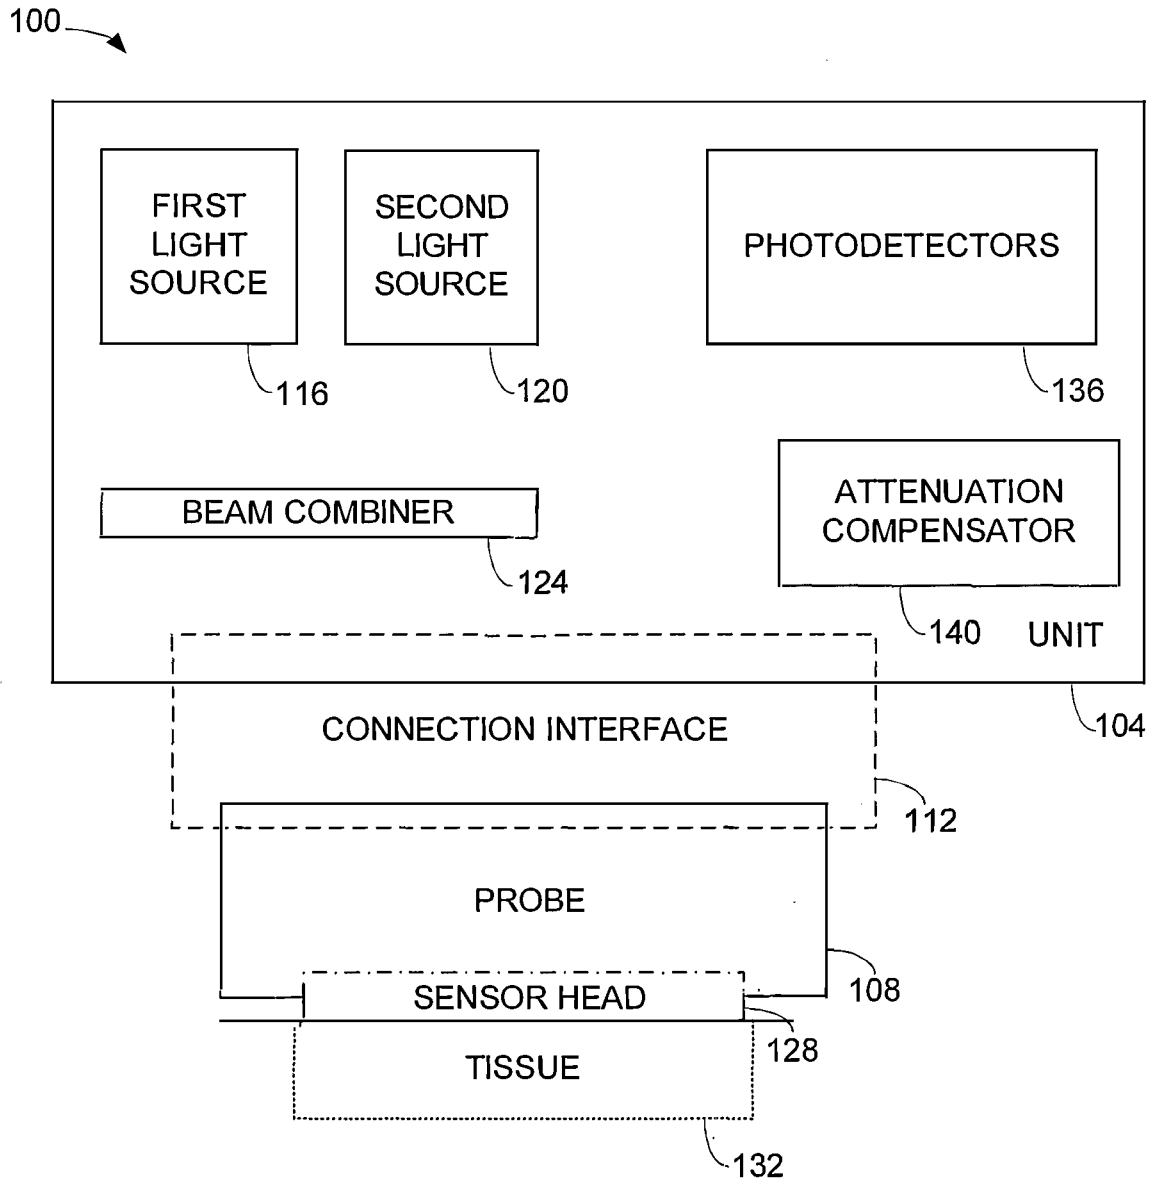 100
FIRST
LIGHT
SOURCE
SECOND
LIGHT
SOURCE
PHOTODETECTORS
116
120
136
BEAM COMBINER
124
ATTENUATION
COMPENSATOR
140
UNIT
104
CONNECTION INTERFACE
112
PROBE
108
SENSOR HEAD
128
TISSUE
132